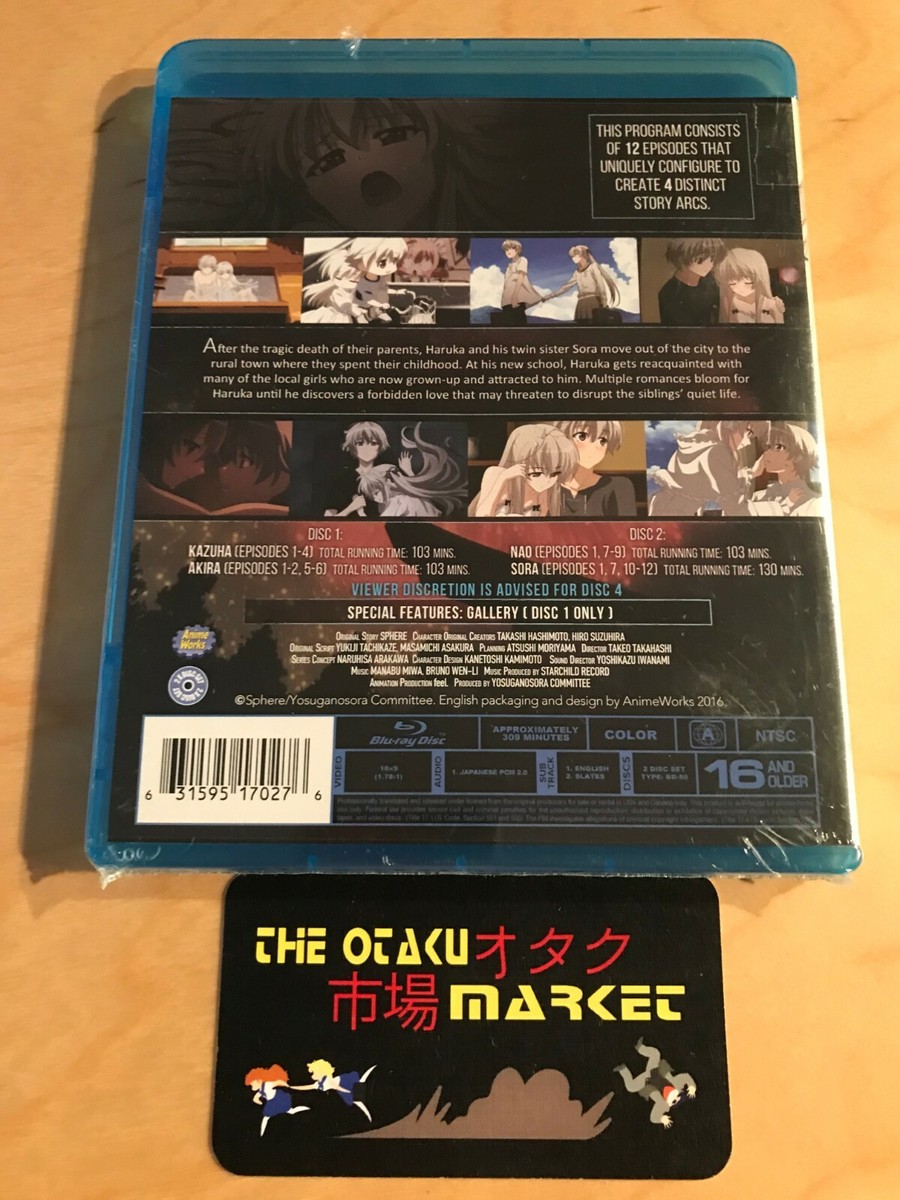 THIS PROGRAM CONSISTS
OF 12 EPISODES THAT
UNIQUELY CONFIGURE TO
CREATE 4 DISTINCT
STORY ARCS.
After the tragic death of their parents, Haruka and his twin sister Sora move out of the city to the
rural town where they spent their childhood. At his new school, Haruka gets reacquainted with
many of the local girls who are now grown-up and attracted to him. Multiple romances bloom for
Haruka until he discovers a forbidden love that may threaten to disrupt the siblings' quiet life.
DISC 1:
KAZUHA (EPISODES 1-4) TOTAL RUNNING TIME: 103 MINS.
AKIRA (EPISODES 1-2, 5-6) TOTAL RUNNING TIME: 103 MINS.
DISC 2:
NAO (EPISODES 1, 7-9) TOTAL RUNNING TIME: 103 MINS.
SORA (EPISODES 1, 7, 10-12) TOTAL RUNNING TIME: 130 MINS.
VIEWER DISCRETION IS ADVISED FOR DISC 4
SPECIAL FEATURES: GALLERY ( DISC 1 ONLY )
Anime
Works
ORIGINAL STORY SPHERE CHARACTER ORIGINAL CREATORS TAKASHI HASHIMOTO, HIRO SUZUHIRA
ORIGINAL SCRIPT YUKIJI TACHIKAZE, MASAMICHI ASAKURA PLANNING ATSUSHI MORIYAMA DIRECTOR TAKEO TAKAHASHI
SERIES CONCEPT NARUHISA ARAKAWA CHARACTER DESIGN KANETOSHI KAMIMOTO SOUND DIRECTOR YOSHIKAZU IWANAMI
MUSIC MANABU MIWA, BRUNO WEN-LI MUSIC PRODUCED BY STARCHILD RECORD
ANIMATION PRODUCTION feel. PRODUCED BY YOSUGANOSORA COMMITTEE
©Sphere/Yosuganosora Committee. English packaging and design by AnimeWorks 2016.
6 31595 17027 6
Blu-ray Disc
APPROXIMATELY
309 MINUTES
COLOR
A
NTSC
VIDEO
16x9
(1.78:1)
AUDIO
1. JAPANESE PCM 2.0
SUB
TRACK
1. ENGLISH
2. SLATES
DISCS
2 DISC SET
TYPE: BD-50
16 AND
OLDER
THE OTAKU オタク
市場 MARKET